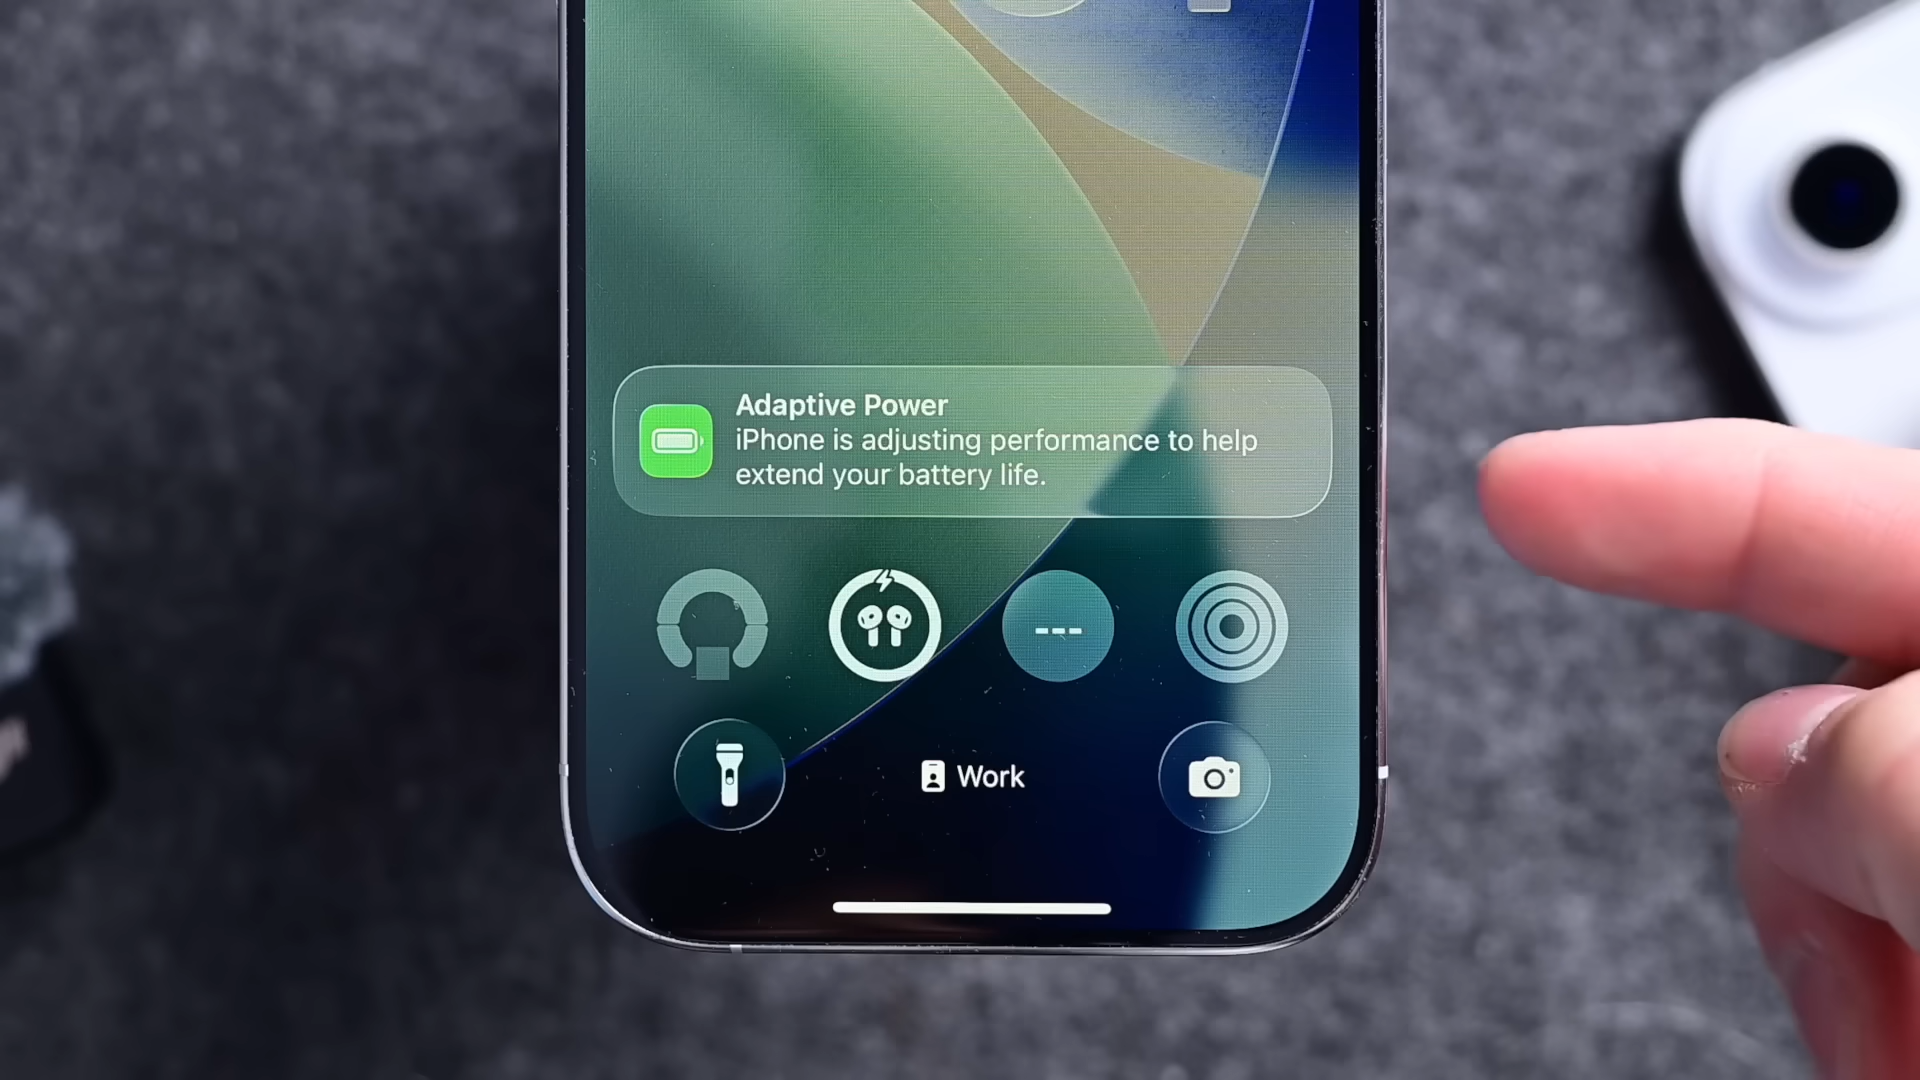 Adaptive Power
iPhone is adjusting performance to help
extend your battery life.
---
Work